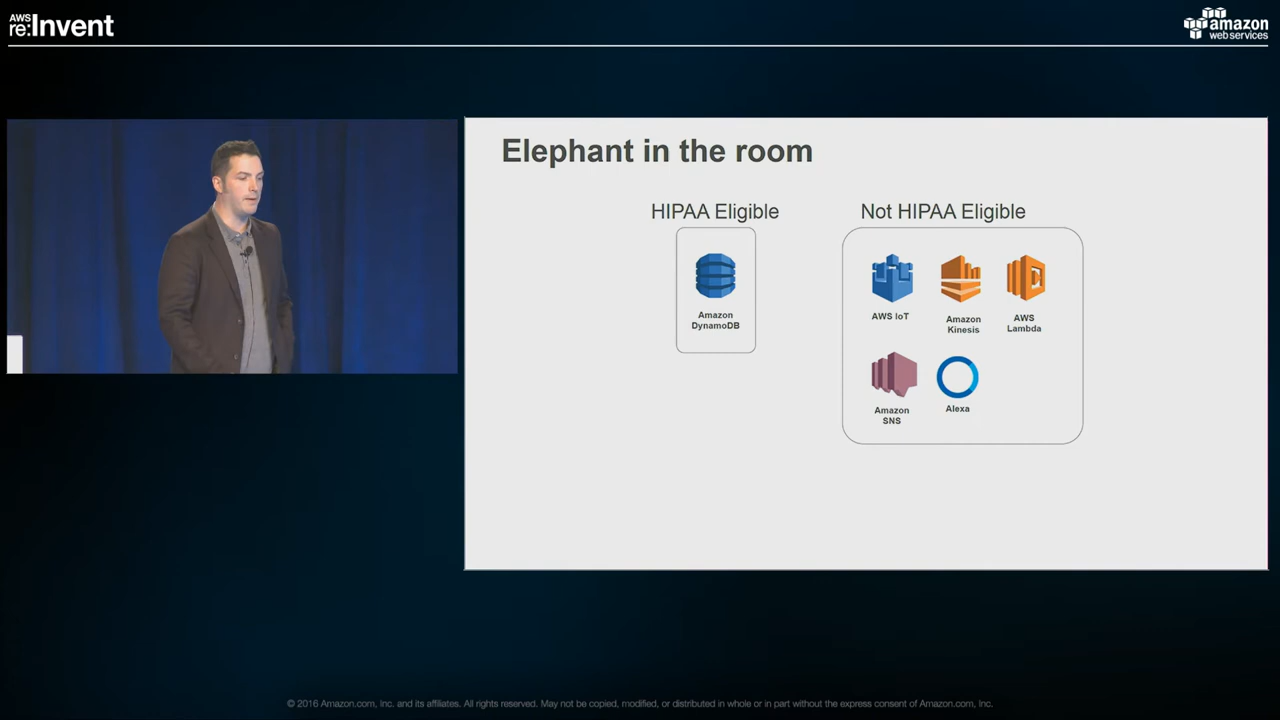 AWS
re:Invent
amazon
web services
Elephant in the room
HIPAA Eligible
Not HIPAA Eligible
Amazon
DynamoDB
AWS IoT
Amazon
Kinesis
AWS
Lambda
Amazon
SNS
Alexa
© 2016 Amazon.com, Inc. and its affiliates. All rights reserved. May not be copied, modified, or distributed in whole or in part without the express consent of Amazon.com, Inc.